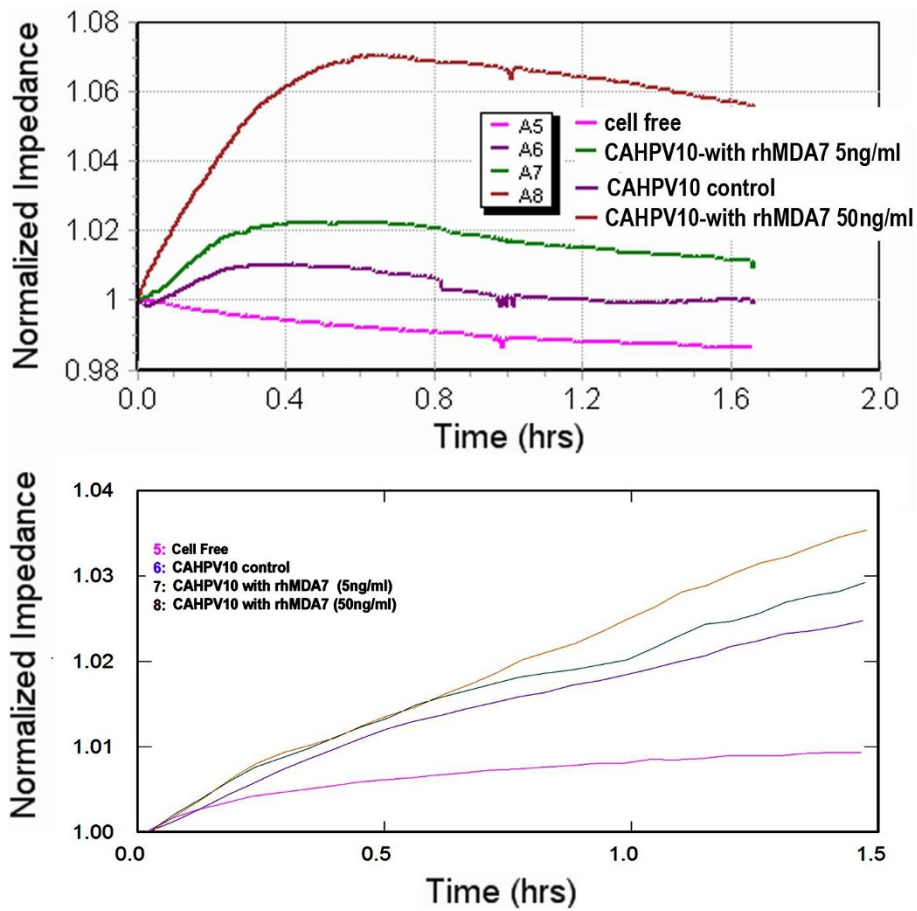 Normalized Impedance
1.08
1.06
1.04
1.02
1
0.98
A5
A6
A7
A8
cell free
CAHPV10-with rhMDA7 5ng/ml
CAHPV10 control
CAHPV10-with rhMDA7 50ng/ml
0.0 0.4 0.8 1.2 1.6 2.0
Time (hrs)
Normalized Impedance
1.04
1.03
1.02
1.01
1.00
5: Cell Free
6: CAHPV10 control
7: CAHPV10 with rhMDA7 (5ng/ml)
8: CAHPV10 with rhMDA7 (50ng/ml)
0.0 0.5 1.0 1.5
Time (hrs)